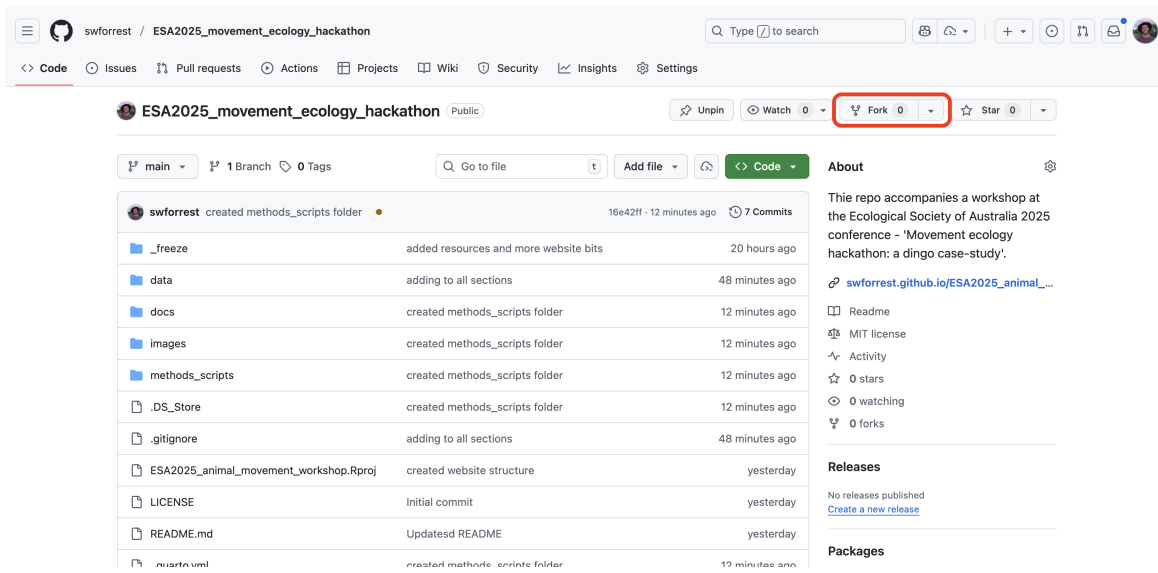 swforrest / ESA2025_movement_ecology_hackathon Type / to search
Code Issues Pull requests Actions Projects Wiki Security Insights Settings
ESA2025_movement_ecology_hackathon Public Unpin Watch 0 Fork 0 Star 0
main 1 Branch 0 Tags Go to file t Add file Code
swforrest created methods_scripts folder 16e42ff · 12 minutes ago 7 Commits
_freeze added resources and more website bits 20 hours ago
data adding to all sections 48 minutes ago
docs created methods_scripts folder 12 minutes ago
images created methods_scripts folder 12 minutes ago
methods_scripts created methods_scripts folder 12 minutes ago
.DS_Store created methods_scripts folder 12 minutes ago
.gitignore adding to all sections 48 minutes ago
ESA2025_animal_movement_workshop.Rproj created website structure yesterday
LICENSE Initial commit yesterday
README.md Updatesd README yesterday
_quarto.yml created methods_scripts folder 12 minutes ago
About
Thie repo accompanies a workshop at
the Ecological Society of Australia 2025
conference - 'Movement ecology
hackathon: a dingo case-study'.
swforrest.github.io/ESA2025_animal_...
Readme
MIT license
Activity
0 stars
0 watching
0 forks
Releases
No releases published
Create a new release
Packages